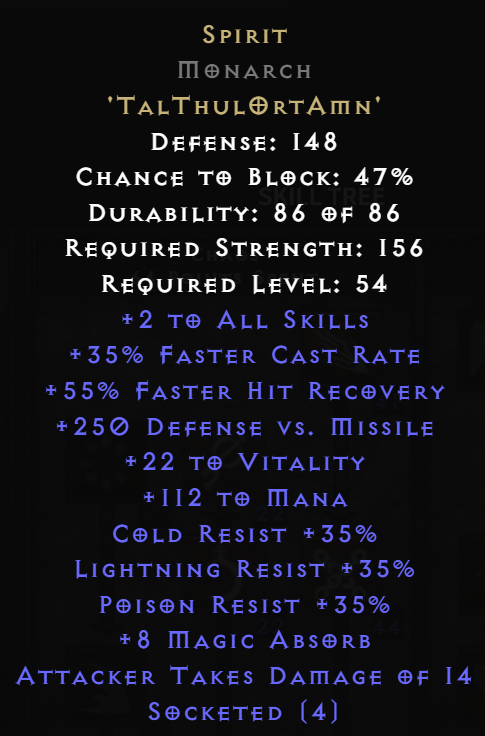 Spirit
Monarch
'TalThulOrtAmn'
Defense: 148
Chance to Block: 47%
Durability: 86 of 86
Required Strength: 156
Required Level: 54
+2 to All Skills
+35% Faster Cast Rate
+55% Faster Hit Recovery
+250 Defense vs. Missile
+22 to Vitality
+112 to Mana
Cold Resist +35%
Lightning Resist +35%
Poison Resist +35%
+8 Magic Absorb
Attacker Takes Damage of 14
Socketed (4)